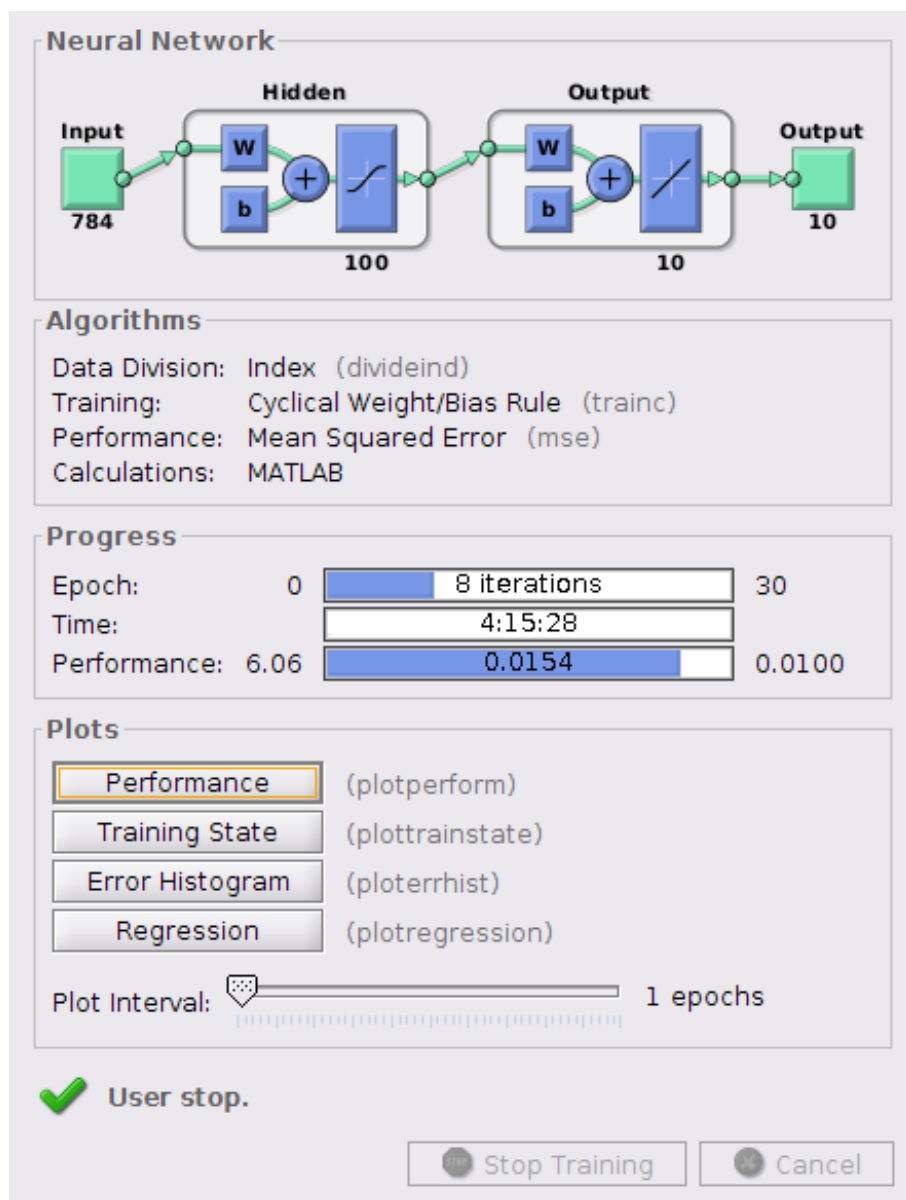 Neural Network
Hidden
Output
Input
Output
W
W
+
+
b
b
784
10
100
10
Algorithms
Data Division: Index (divideind)
Training: Cyclical Weight/Bias Rule (trainc)
Performance: Mean Squared Error (mse)
Calculations: MATLAB
Progress
Epoch: 0 8 iterations 30
Time: 4:15:28
Performance: 6.06 0.0154 0.0100
Plots
Performance (plotperform)
Training State (plottrainstate)
Error Histogram (ploterrhist)
Regression (plotregression)
Plot Interval: 1 epochs
User stop.
STOP Stop Training Cancel